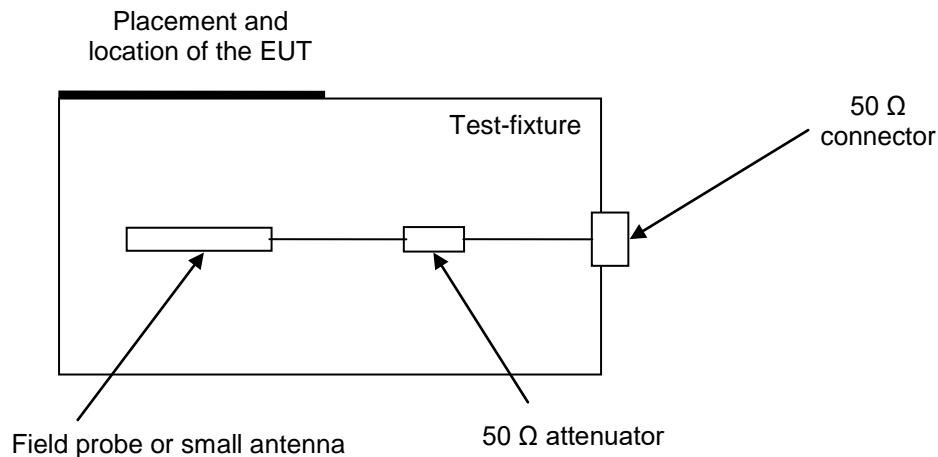 Placement and
location of the EUT
Test-fixture
50 Ω
connector
Field probe or small antenna
50 Ω attenuator